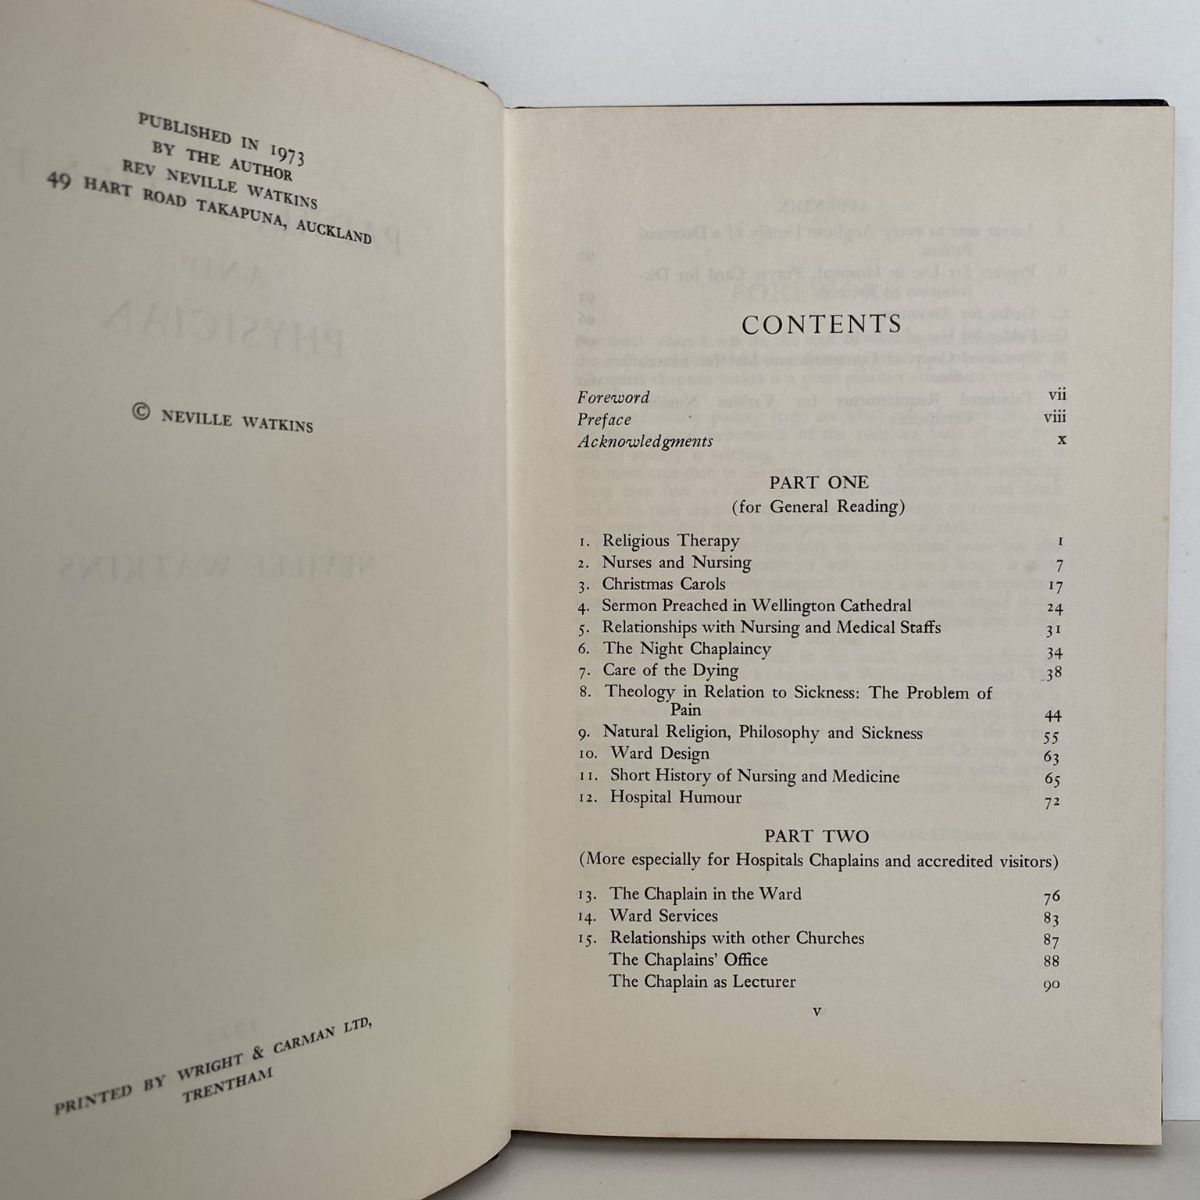 PUBLISHED IN 1973
BY THE AUTHOR
REV NEVILLE WATKINS
49 HART ROAD TAKAPUNA, AUCKLAND
© NEVILLE WATKINS
PRINTED BY WRIGHT & CARMAN LTD,
TRENTHAM
CONTENTS
Foreword vii
Preface viii
Acknowledgments x
PART ONE
(for General Reading)
1. Religious Therapy 1
2. Nurses and Nursing 7
3. Christmas Carols 17
4. Sermon Preached in Wellington Cathedral 24
5. Relationships with Nursing and Medical Staffs 31
6. The Night Chaplaincy 34
7. Care of the Dying 38
8. Theology in Relation to Sickness: The Problem of
Pain 44
9. Natural Religion, Philosophy and Sickness 55
10. Ward Design 63
11. Short History of Nursing and Medicine 65
12. Hospital Humour 72
PART TWO
(More especially for Hospitals Chaplains and accredited visitors)
13. The Chaplain in the Ward 76
14. Ward Services 83
15. Relationships with other Churches 87
The Chaplains' Office 88
The Chaplain as Lecturer 90
v